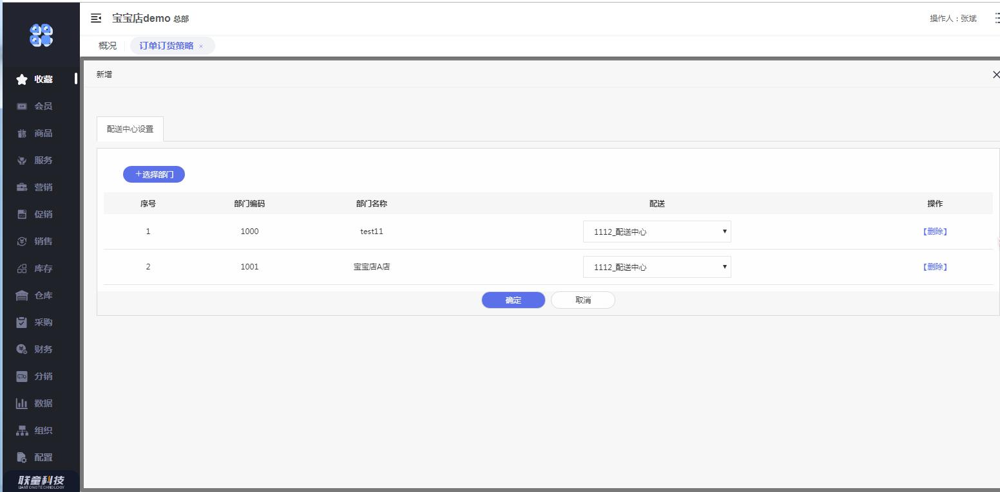 宝宝店demo 总部
操作人：张斌
概况
订单订货策略 ×
收藏
会员
商品
服务
营销
促销
销售
库存
仓库
采购
财务
分销
数据
组织
配置
联童科技
LIANTONGTECHNOLOGY
新增
配送中心设置
+选择部门
序号 部门编码 部门名称 配送 操作
1 1000 test11 1112_配送中心 【删除】
2 1001 宝宝店A店 1112_配送中心 【删除】
确定 取消